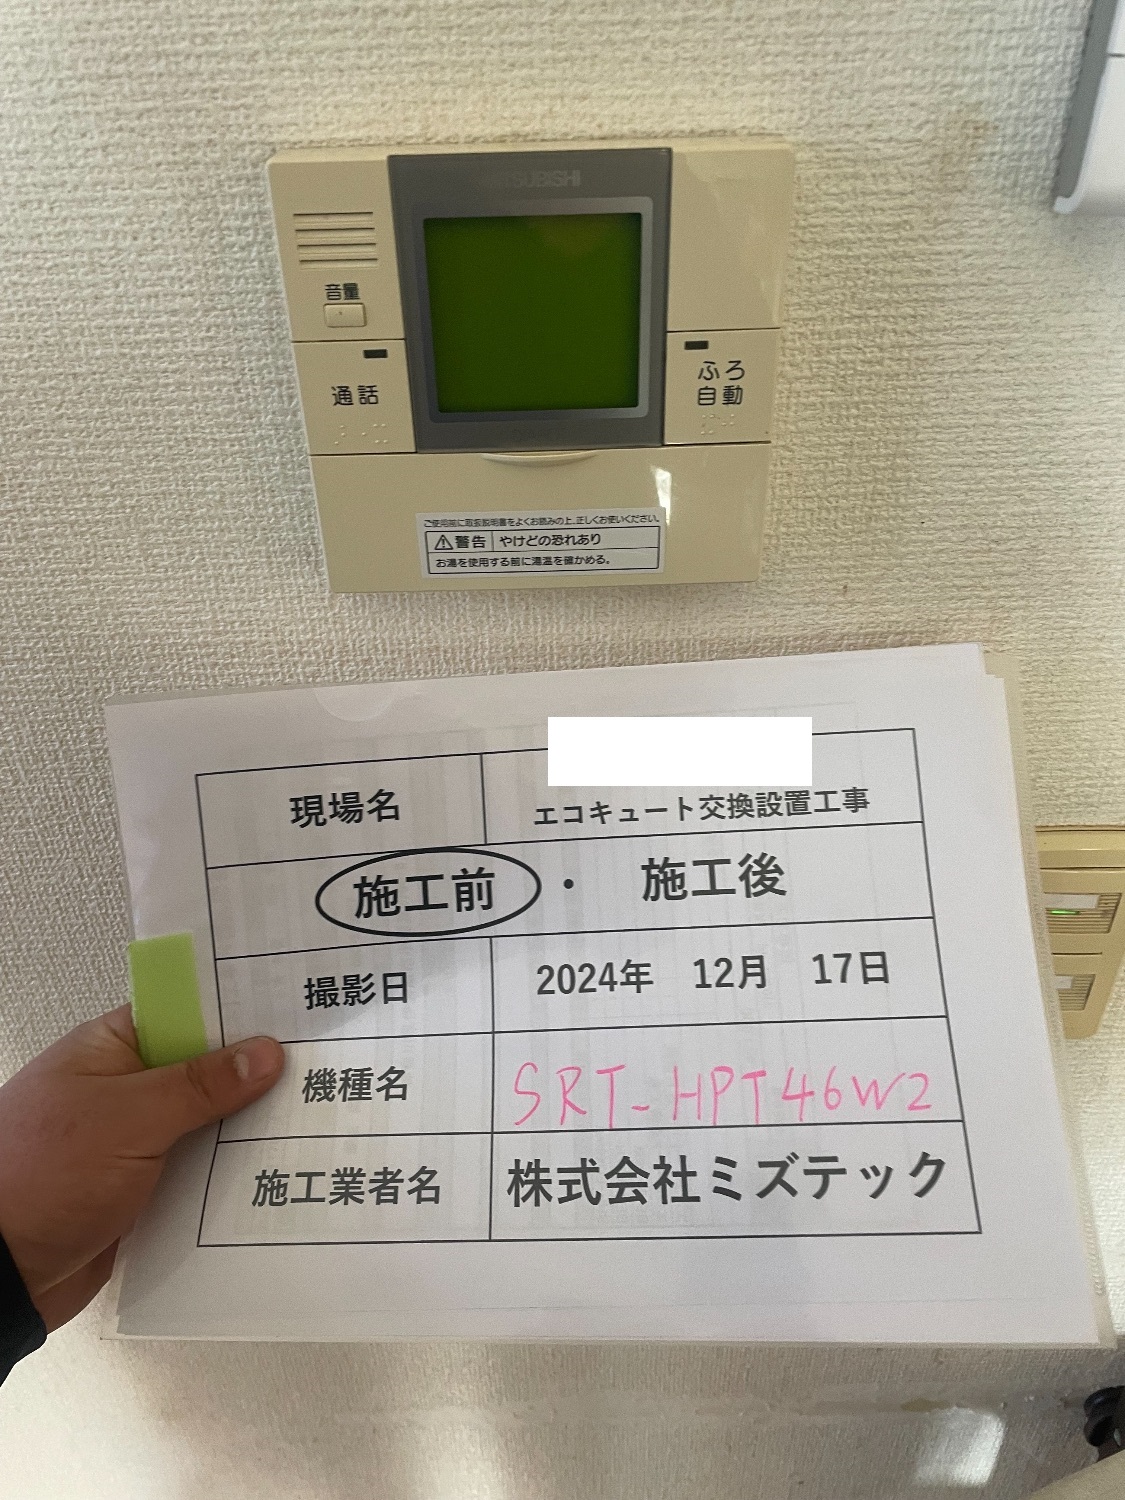 MITSUBISHI
音量
通話
ふろ
自動
ご使用前に取扱説明書をよくお読みの上、正しくお使いください。
⚠警告 やけどの恐れあり
お湯を使用する前に湯温を確かめる。
現場名 エコキュート交換設置工事
施工前 ・ 施工後
撮影日 2024年 12月 17日
機種名 SRT-HPT46W2
施工業者名 株式会社ミズテック